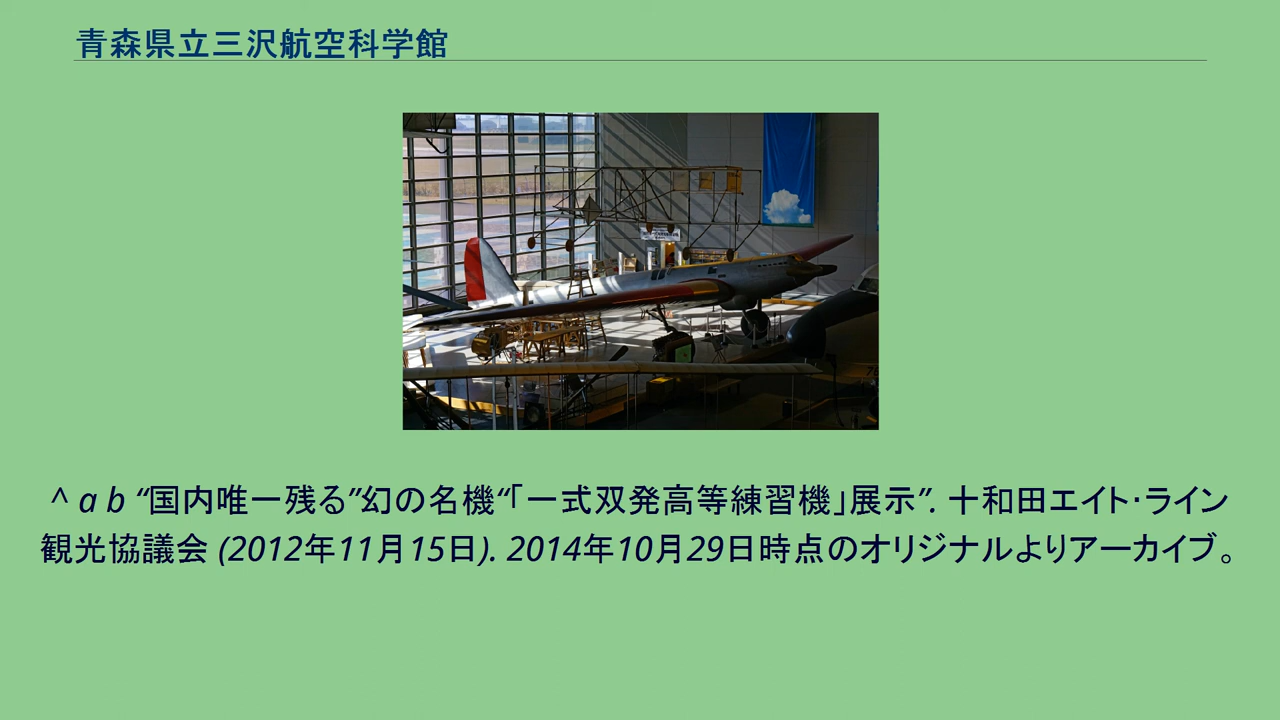 青森県立三沢航空科学館
^ a b “国内唯一残る”幻の名機“「一式双発高等練習機」展示”. 十和田エイト・ライン
観光協議会 (2012年11月15日). 2014年10月29日時点のオリジナルよりアーカイブ。